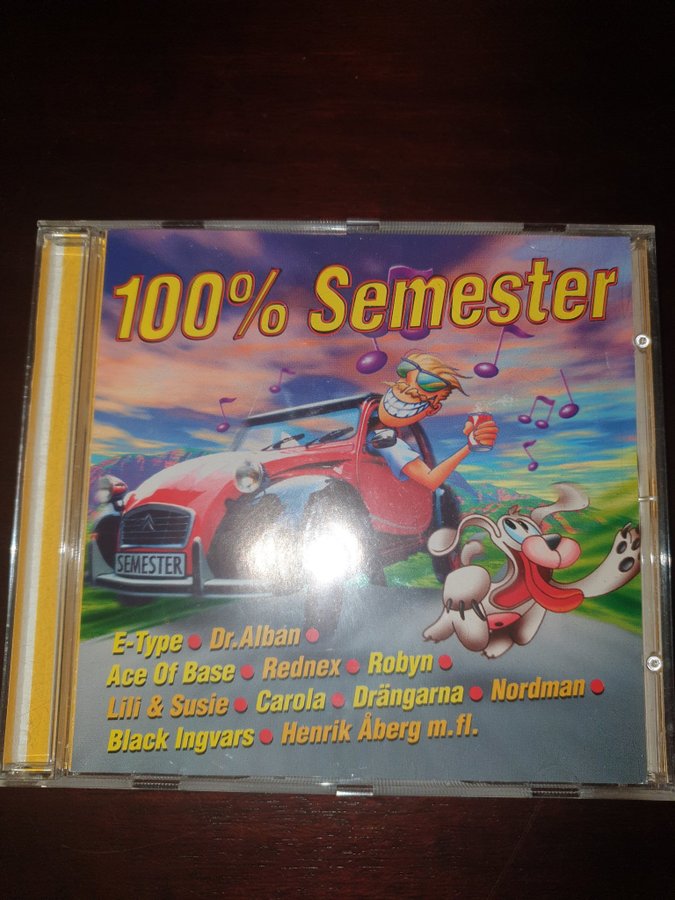 100% Semester
SEMESTER
E-Type • Dr.Alban •
Ace Of Base • Rednex • Robyn •
Lili & Susie • Carola • Drängarna • Nordman •
Black Ingvars • Henrik Åberg m.fl.